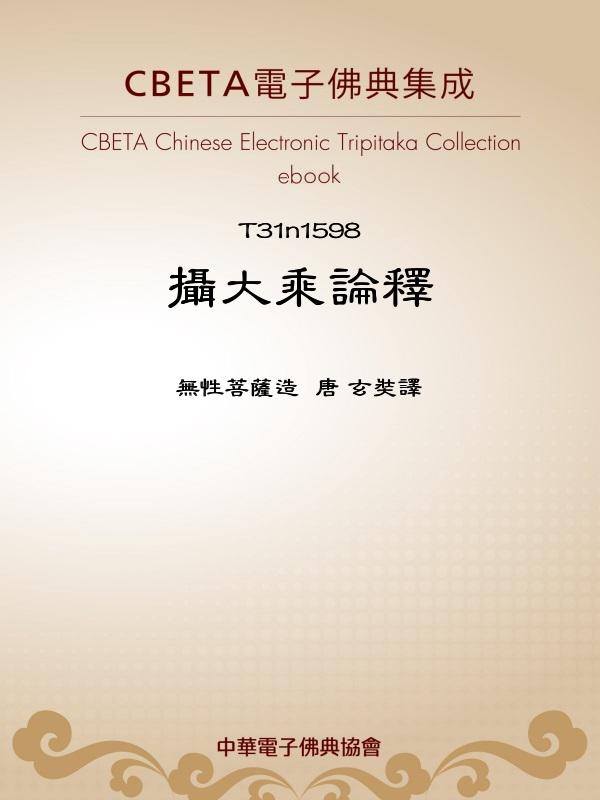 CBETA電子佛典集成
CBETA Chinese Electronic Tripitaka Collection
ebook
T31n1598
攝大乘論釋
無性菩薩造 唐 玄奘譯
中華電子佛典協會